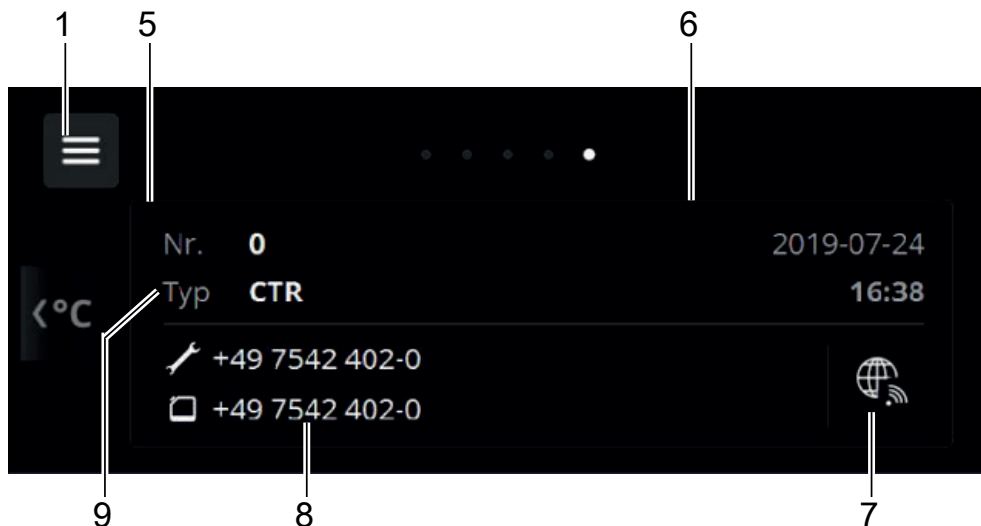 1 5 6
Nr. 0 2019-07-24
Typ CTR 16:38
°C
+49 7542 402-0
+49 7542 402-0
9 8 7